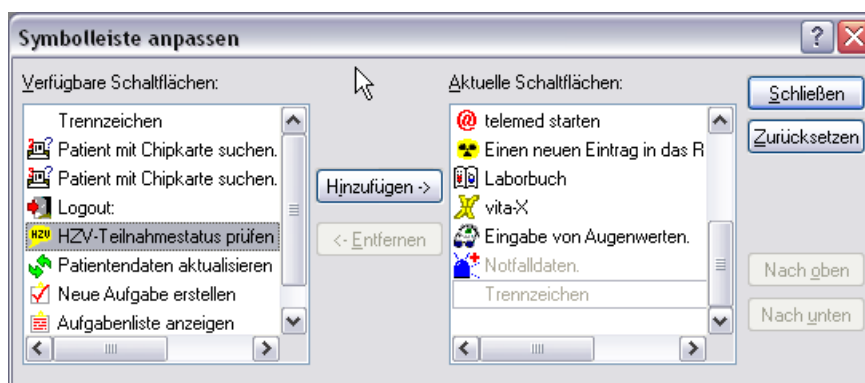 Symbolleiste anpassen
Verfügbare Schaltflächen:
Trennzeichen
Patient mit Chipkarte suchen.
Patient mit Chipkarte suchen.
Logout:
HZV HZV-Teilnahmestatus prüfen
Patientendaten aktualisieren
Neue Aufgabe erstellen
Aufgabenliste anzeigen
Hinzufügen ->
<- Entfernen
Aktuelle Schaltflächen:
@ telemed starten
Einen neuen Eintrag in das R
Laborbuch
vita-X
Eingabe von Augenwerten.
Notfalldaten.
Trennzeichen
Schließen
Zurücksetzen
Nach oben
Nach unten